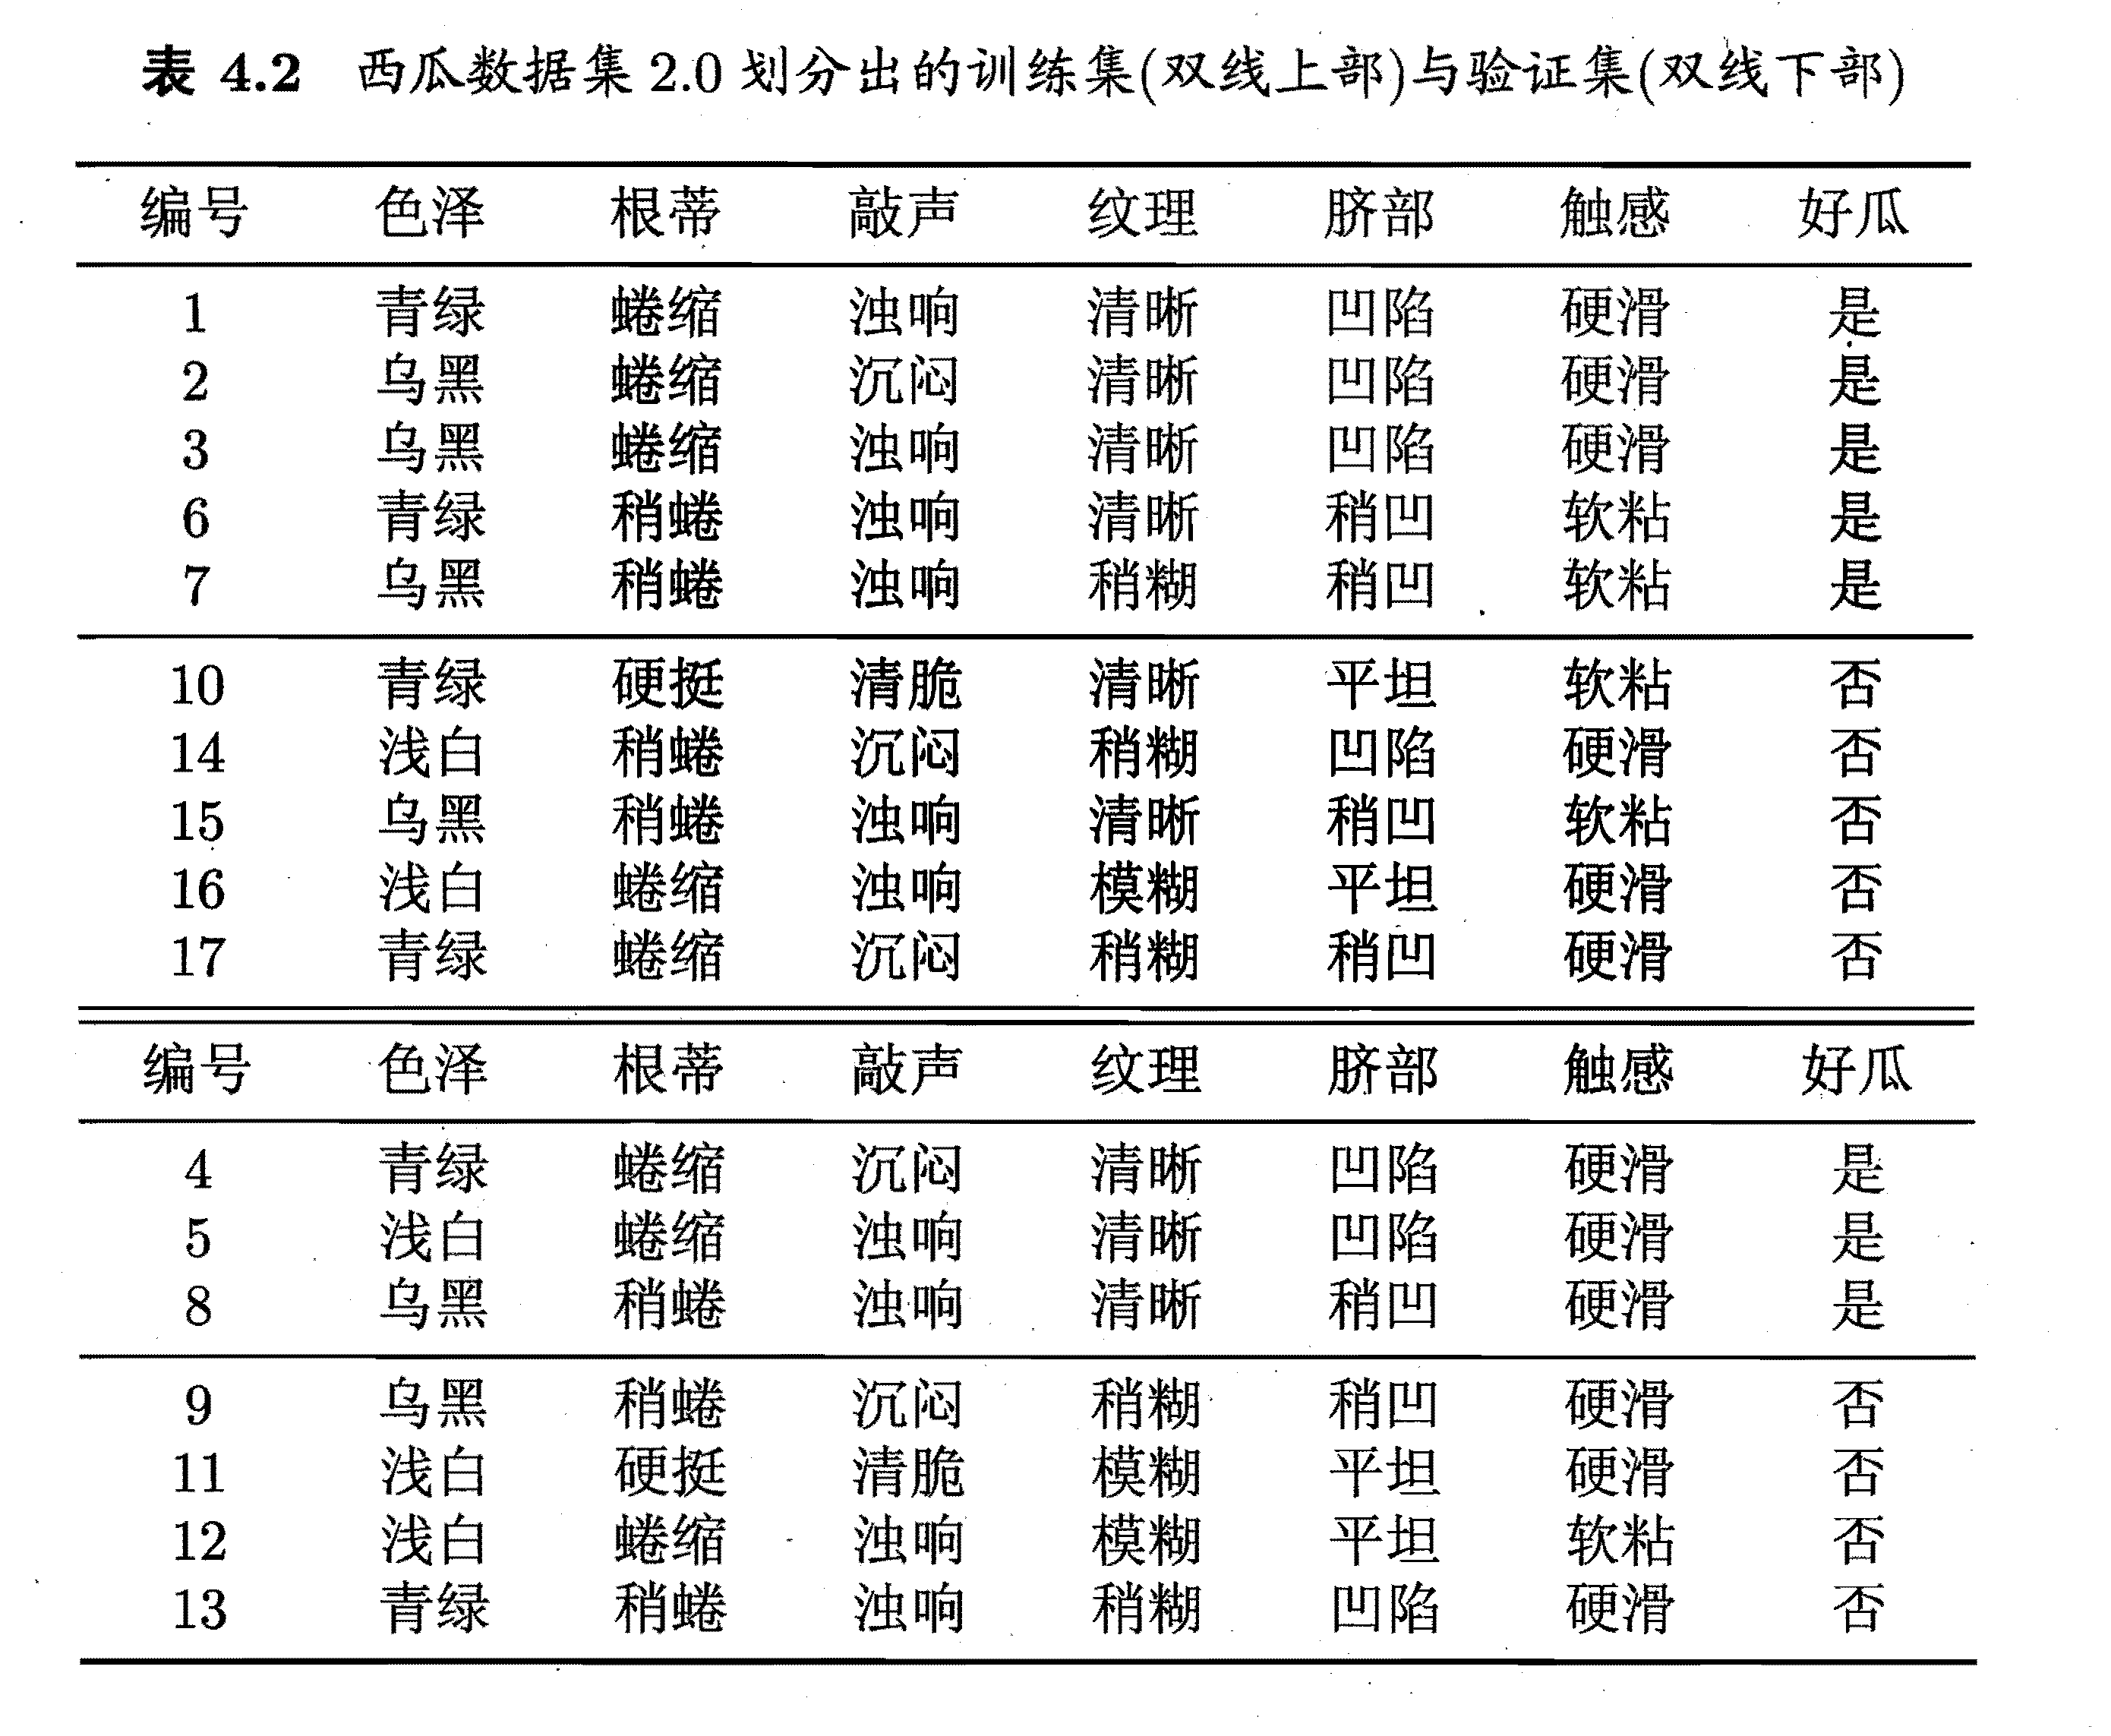 表 4.2 西瓜数据集 2.0 划分出的训练集(双线上部)与验证集(双线下部)
编号 色泽 根蒂 敲声 纹理 脐部 触感 好瓜
1 青绿 蜷缩 浊响 清晰 凹陷 硬滑 是
2 乌黑 蜷缩 沉闷 清晰 凹陷 硬滑 是
3 乌黑 蜷缩 浊响 清晰 凹陷 硬滑 是
6 青绿 稍蜷 浊响 清晰 稍凹 软粘 是
7 乌黑 稍蜷 浊响 稍糊 稍凹 软粘 是
10 青绿 硬挺 清脆 清晰 平坦 软粘 否
14 浅白 稍蜷 沉闷 稍糊 凹陷 硬滑 否
15 乌黑 稍蜷 浊响 清晰 稍凹 软粘 否
16 浅白 蜷缩 浊响 模糊 平坦 硬滑 否
17 青绿 蜷缩 沉闷 稍糊 稍凹 硬滑 否
编号 色泽 根蒂 敲声 纹理 脐部 触感 好瓜
4 青绿 蜷缩 沉闷 清晰 凹陷 硬滑 是
5 浅白 蜷缩 浊响 清晰 凹陷 硬滑 是
8 乌黑 稍蜷 浊响 清晰 稍凹 硬滑 是
9 乌黑 稍蜷 沉闷 稍糊 稍凹 硬滑 否
11 浅白 硬挺 清脆 模糊 平坦 硬滑 否
12 浅白 蜷缩 浊响 模糊 平坦 软粘 否
13 青绿 稍蜷 浊响 稍糊 凹陷 硬滑 否